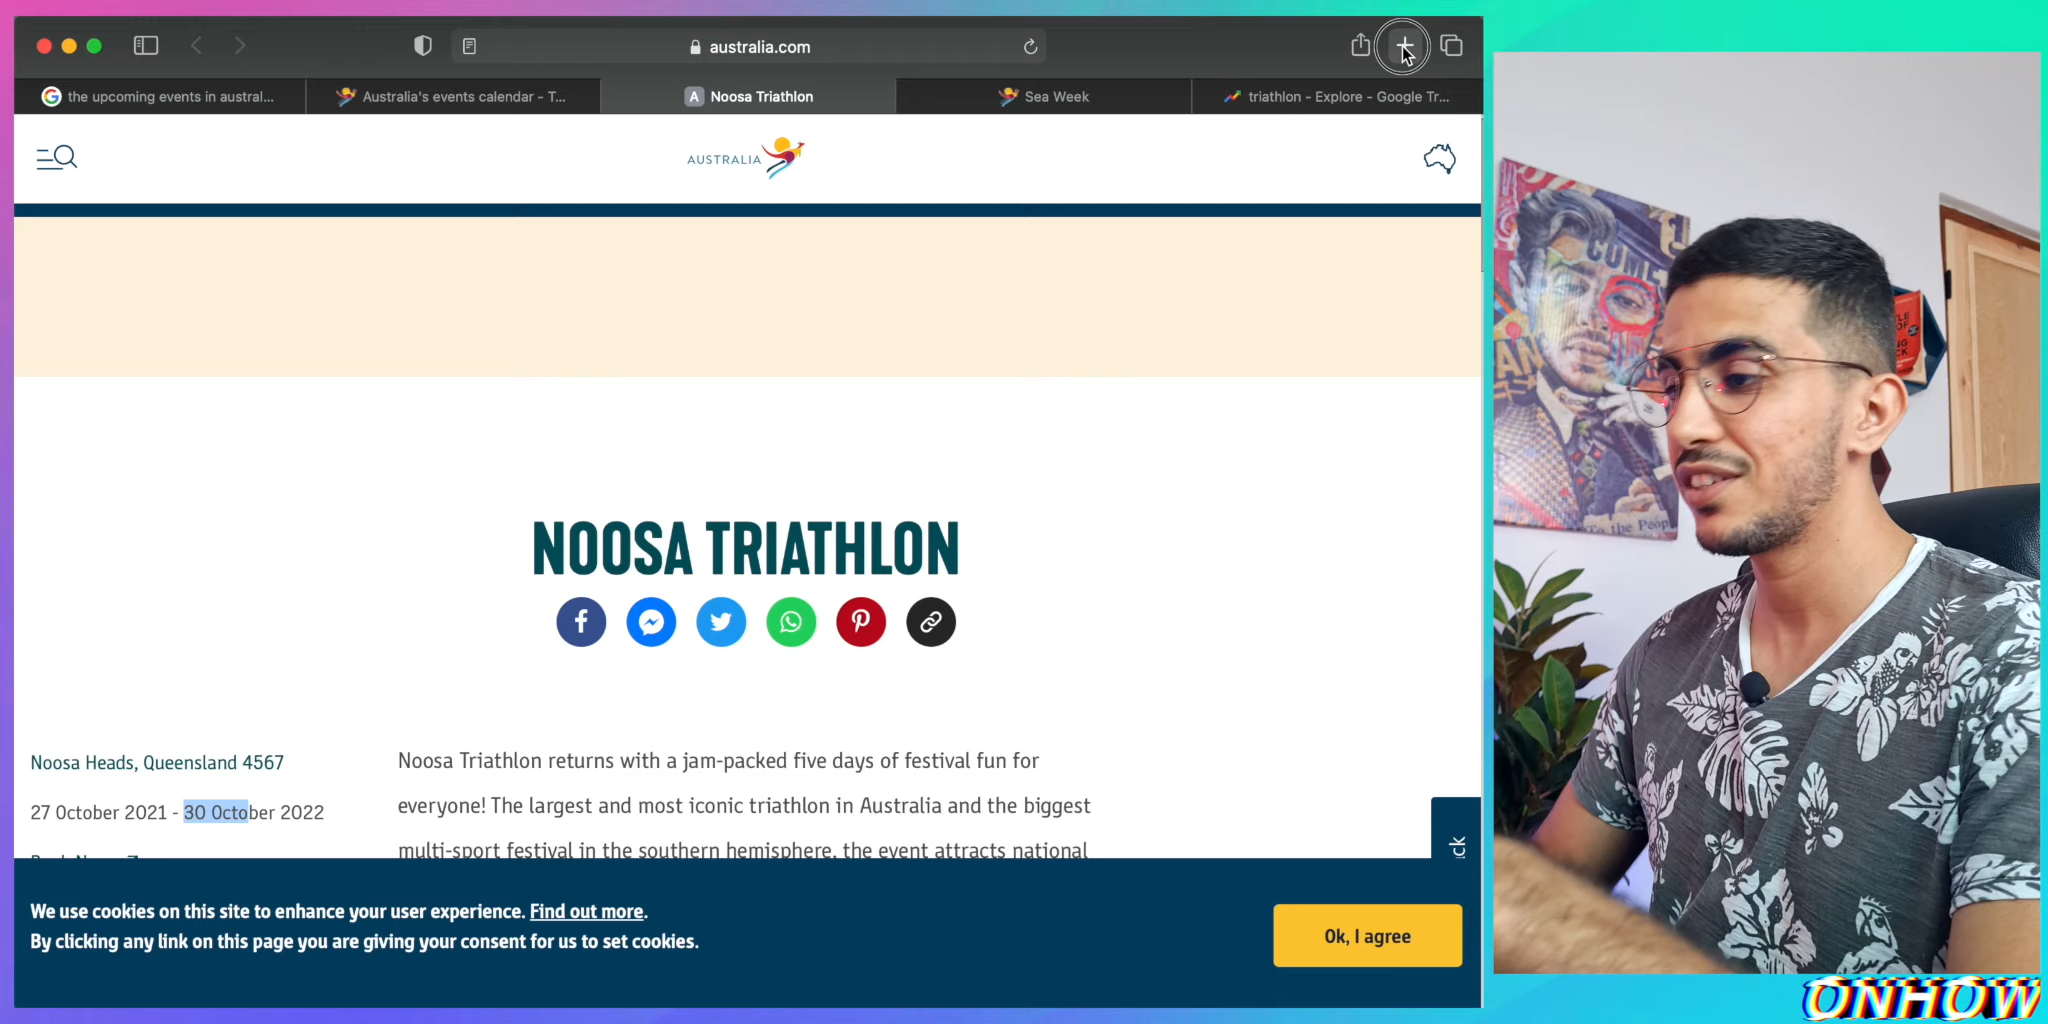 australia.com
the upcoming events in austral...
Australia's events calendar - T...
A Noosa Triathlon
Sea Week
triathlon - Explore - Google Tr...
AUSTRALIA
NOOSA TRIATHLON
Noosa Heads, Queensland 4567
27 October 2021 - 30 October 2022
Noosa Triathlon returns with a jam-packed five days of festival fun for
everyone! The largest and most iconic triathlon in Australia and the biggest
multi-sport festival in the southern hemisphere, the event attracts national
We use cookies on this site to enhance your user experience. Find out more.
By clicking any link on this page you are giving your consent for us to set cookies.
Ok, I agree
COME
To the People
ONHOW